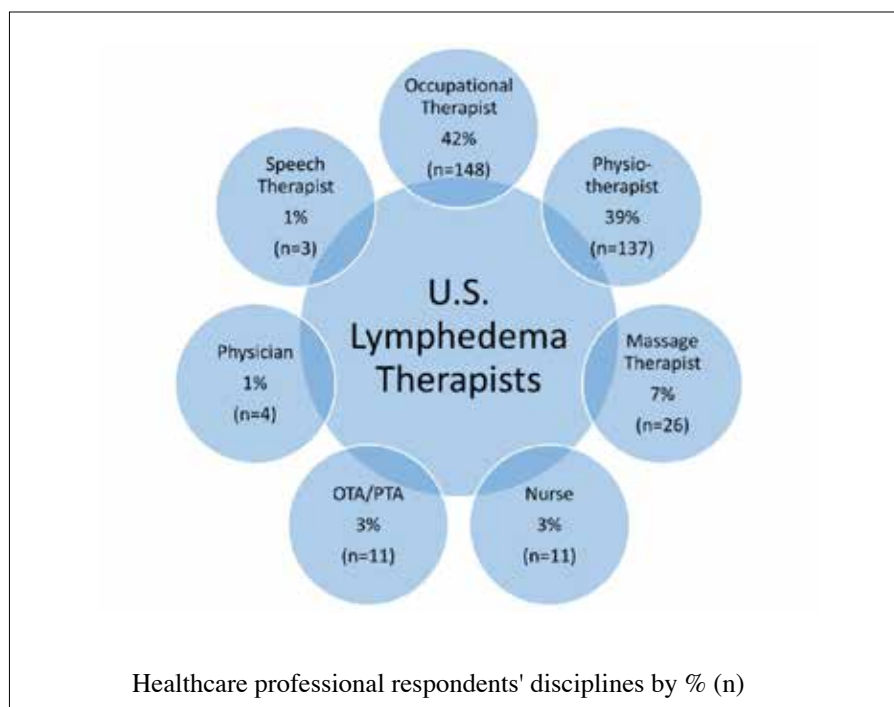 Occupational
Therapist
42%
(n=148)
Physio-
therapist
39%
(n=137)
Massage
Therapist
7%
(n=26)
Nurse
3%
(n=11)
OTA/PTA
3%
(n=11)
Physician
1%
(n=4)
Speech
Therapist
1%
(n=3)
U.S.
Lymphedema
Therapists
Healthcare professional respondents' disciplines by % (n)